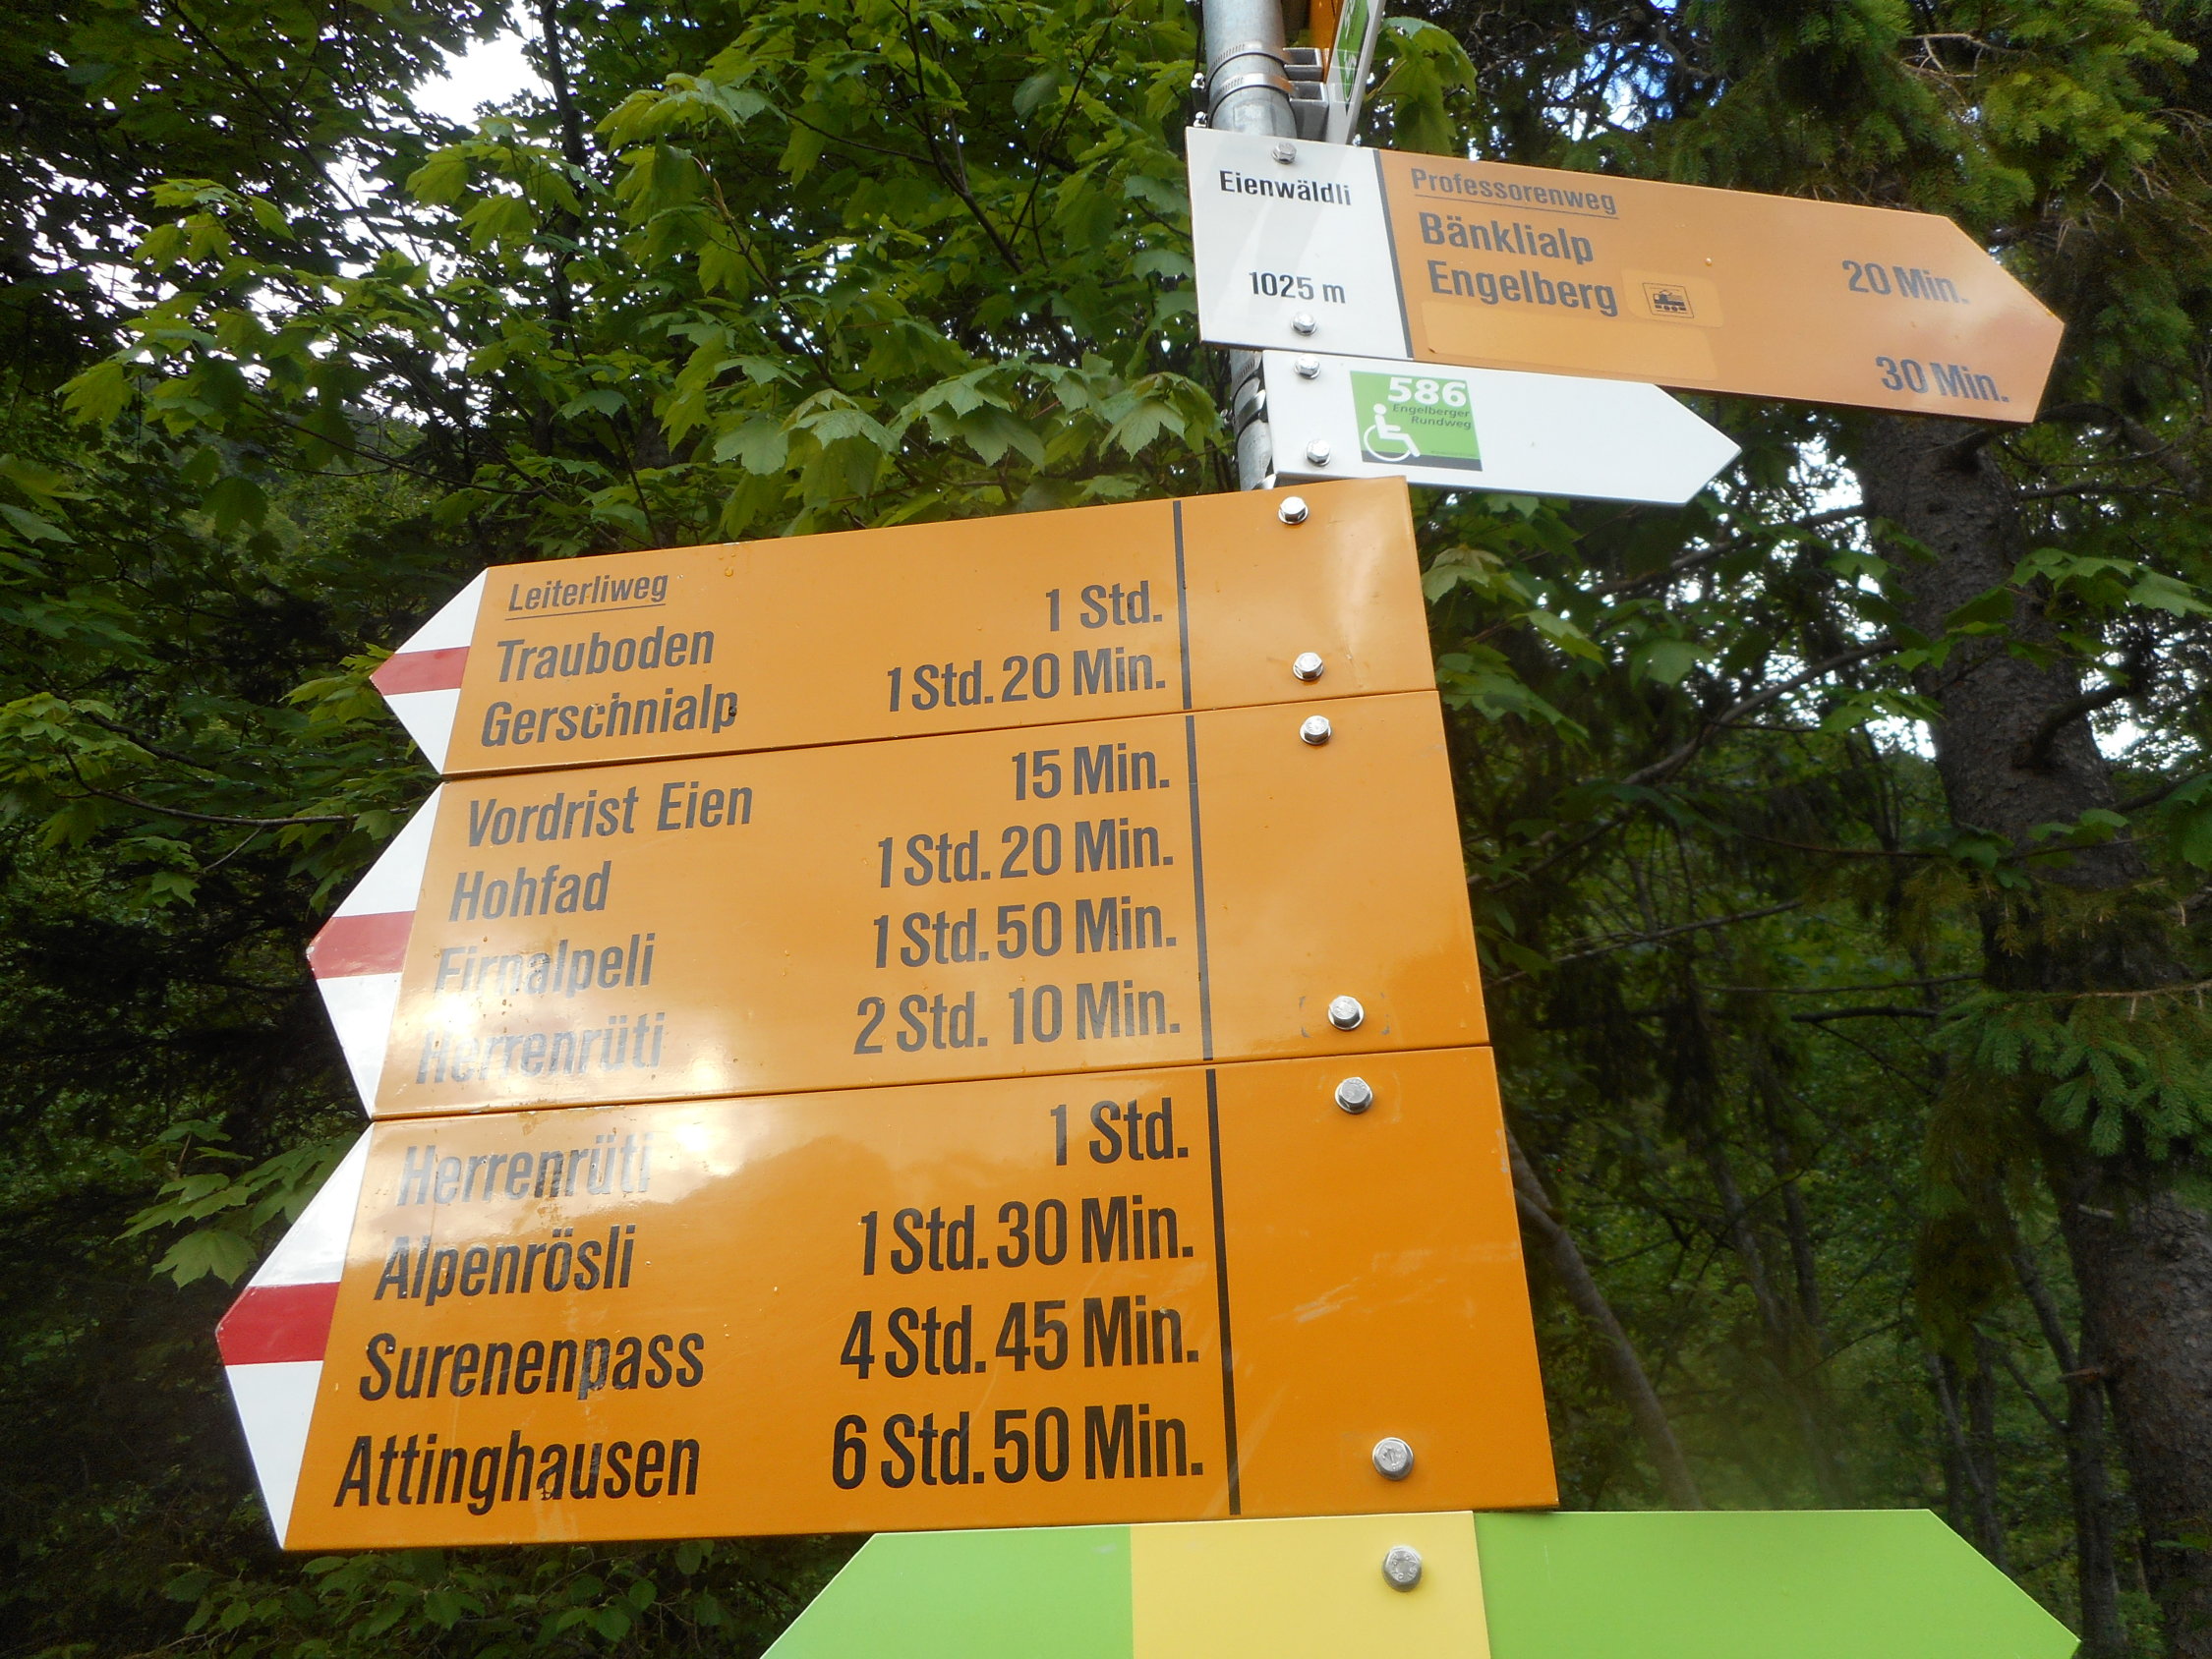 Eienwäldli
1025 m
Professorenweg
Bänklialp 20 Min.
Engelberg
30 Min.
586
Engelberger
Rundweg
Leiterliweg
Trauboden 1 Std.
Gerschnialp 1 Std. 20 Min.
Vordrist Eien 15 Min.
Hohfad 1 Std. 20 Min.
Firnalpeli 1 Std. 50 Min.
Herrenrüti 2 Std. 10 Min.
Herrenrüti 1 Std.
Alpenrösli 1 Std. 30 Min.
Surenenpass 4 Std. 45 Min.
Attinghausen 6 Std. 50 Min.